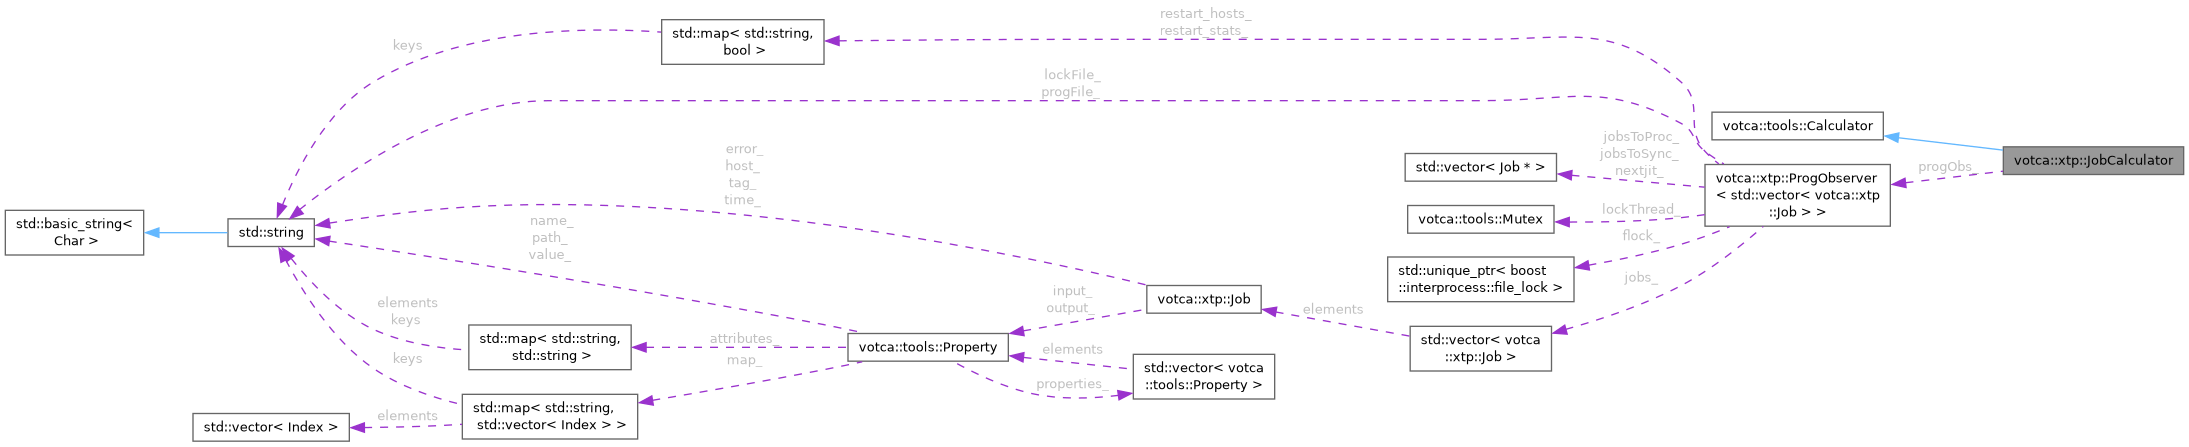 restart_hosts_
restart_stats_
std::map< std::string,
bool >
keys
lockFile_
progFile_
votca::tools::Calculator
votca::xtp::JobCalculator
progObs_
jobsToProc_
jobsToSync_
nextjit_
std::vector< Job * >
votca::xtp::ProgObserver
< std::vector< votca::xtp
::Job > >
error_
host_
tag_
time_
lockThread_
votca::tools::Mutex
std::basic_string<
Char >
std::string
name_
path_
value_
flock_
std::unique_ptr< boost
::interprocess::file_lock >
jobs_
votca::xtp::Job
input_
output_
elements
elements
keys
std::map< std::string,
std::string >
attributes_
votca::tools::Property
elements
std::vector< votca
::xtp::Job >
map_
keys
properties_
std::vector< votca
::tools::Property >
std::map< std::string,
std::vector< Index > >
elements
std::vector< Index >